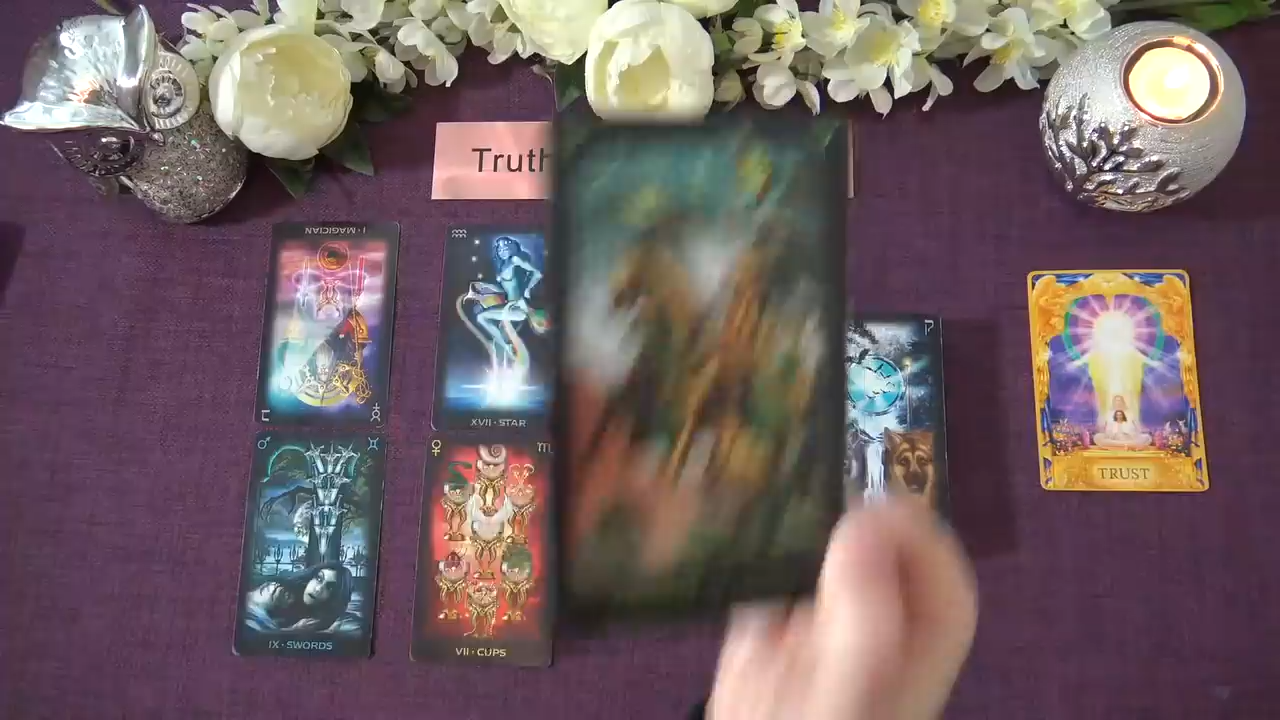 Truth
I · MAGICIAN
XVII · STAR
TRUST
IX · SWORDS
VII · CUPS